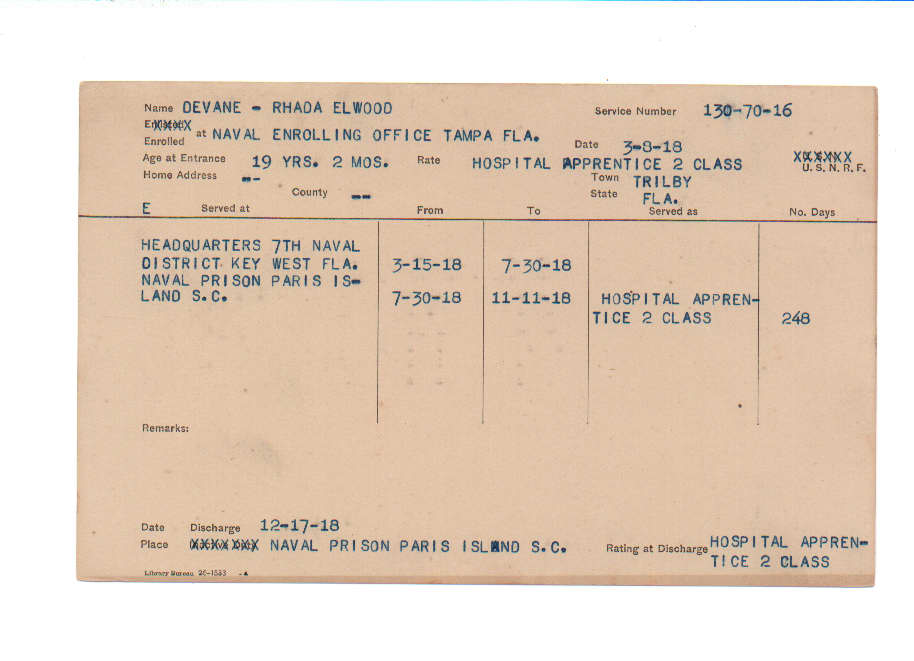 Name DEVANE - RHADA ELWOOD Service Number 130-70-16
Enrolled at NAVAL ENROLLING OFFICE TAMPA FLA. Date 3-8-18
Age at Entrance 19 YRS. 2 MOS. Rate HOSPITAL APPRENTICE 2 CLASS U. S. N. R. F.
Home Address -- Town TRILBY
County -- State FLA.
E Served at From To Served as No. Days
HEADQUARTERS 7TH NAVAL
DISTRICT KEY WEST FLA. 3-15-18 7-30-18
NAVAL PRISON PARIS IS-
LAND S.C. 7-30-18 11-11-18 HOSPITAL APPREN-
TICE 2 CLASS 248
Remarks:
Date Discharge 12-17-18
Place NAVAL PRISON PARIS ISLAND S.C. Rating at Discharge HOSPITAL APPREN-
TICE 2 CLASS
Library Bureau 26-1533